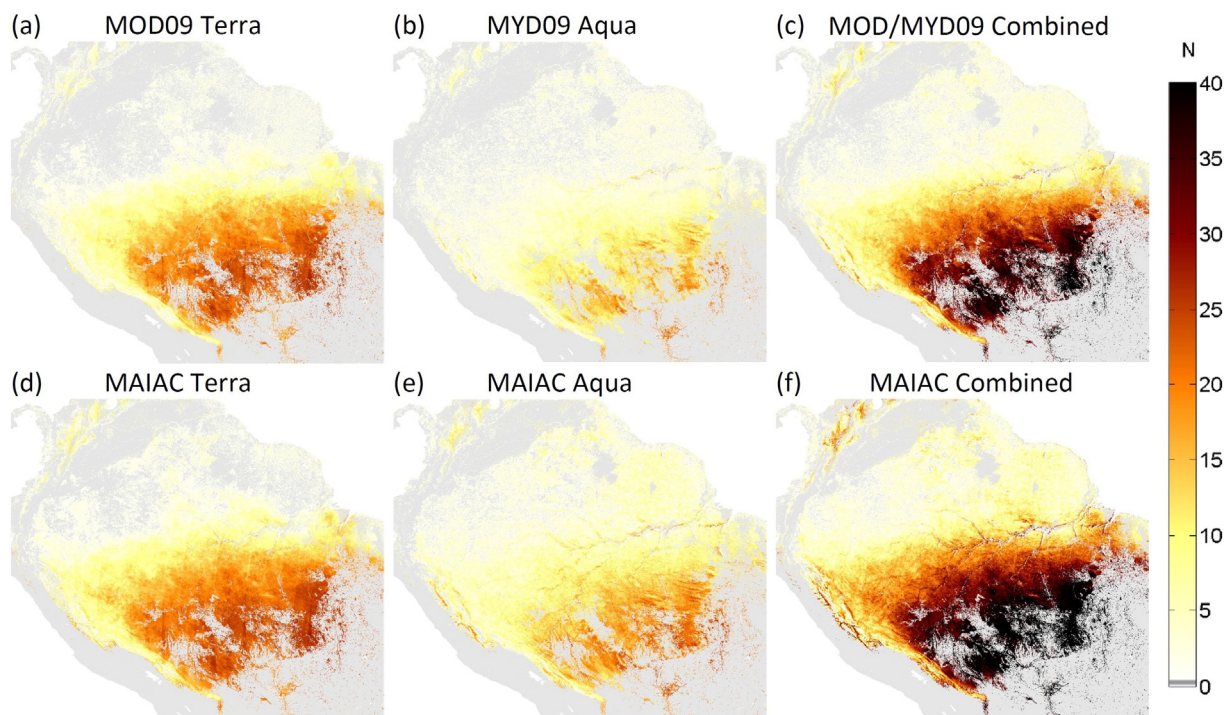 (a) MOD09 Terra
(b) MYD09 Aqua
(c) MOD/MYD09 Combined
N
40
35
30
25
20
15
10
5
0
(d) MAIAC Terra
(e) MAIAC Aqua
(f) MAIAC Combined